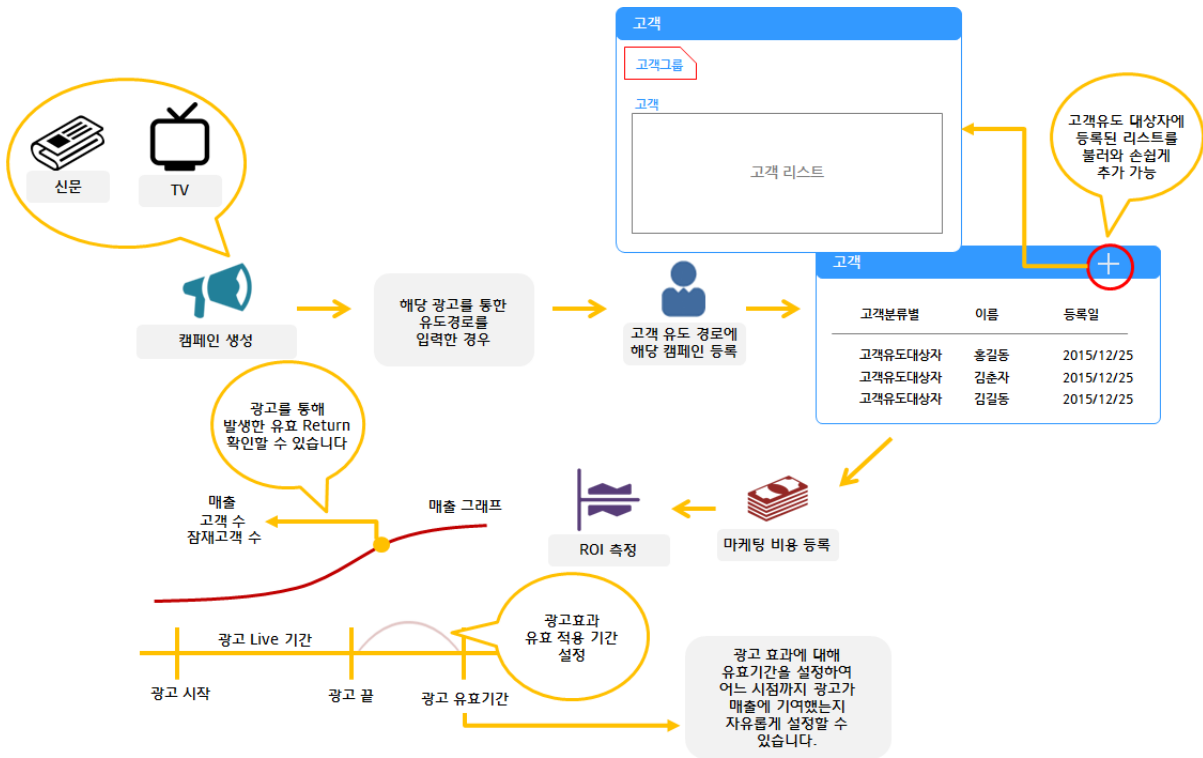 고객
고객그룹
고객
고객 리스트
고객유도 대상자에
등록된 리스트를
불러와 손쉽게
추가 가능
신문
TV
캠페인 생성
해당 광고를 통한
유도경로를
입력한 경우
고객 유도 경로에
해당 캠페인 등록
고객
고객분류별 이름 등록일
고객유도대상자 홍길동 2015/12/25
고객유도대상자 김춘자 2015/12/25
고객유도대상자 김길동 2015/12/25
광고를 통해
발생한 유효 Return
확인할 수 있습니다
매출
고객 수
잠재고객 수
매출 그래프
ROI 측정
마케팅 비용 등록
광고 Live 기간
광고효과
유효 적용 기간
설정
광고 시작
광고 끝
광고 유효기간
광고 효과에 대해
유효기간을 설정하여
어느 시점까지 광고가
매출에 기여했는지
자유롭게 설정할 수
있습니다.